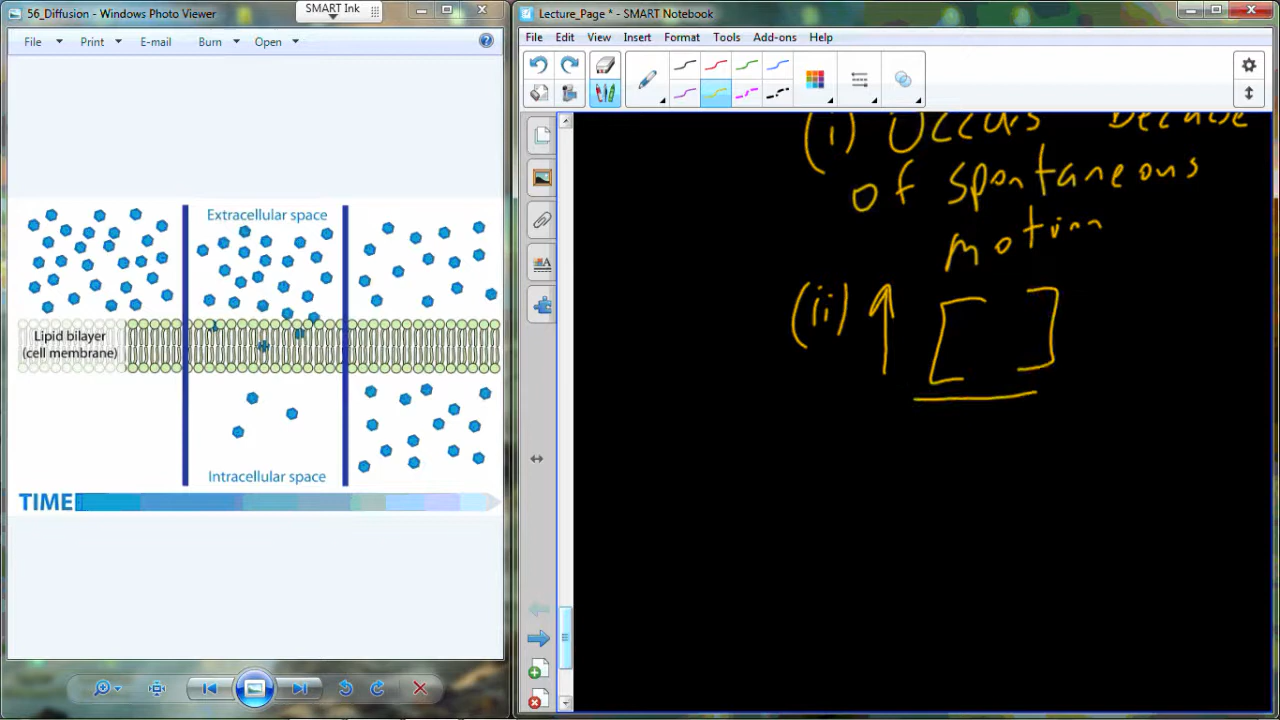 56_Diffusion - Windows Photo Viewer
SMART Ink
File Print E-mail Burn Open
Extracellular space
Lipid bilayer
(cell membrane)
Intracellular space
TIME
Lecture_Page * - SMART Notebook
File Edit View Insert Format Tools Add-ons Help
(i) Occurs Because
of spontaneous
motion
(ii) ↑ [ ]